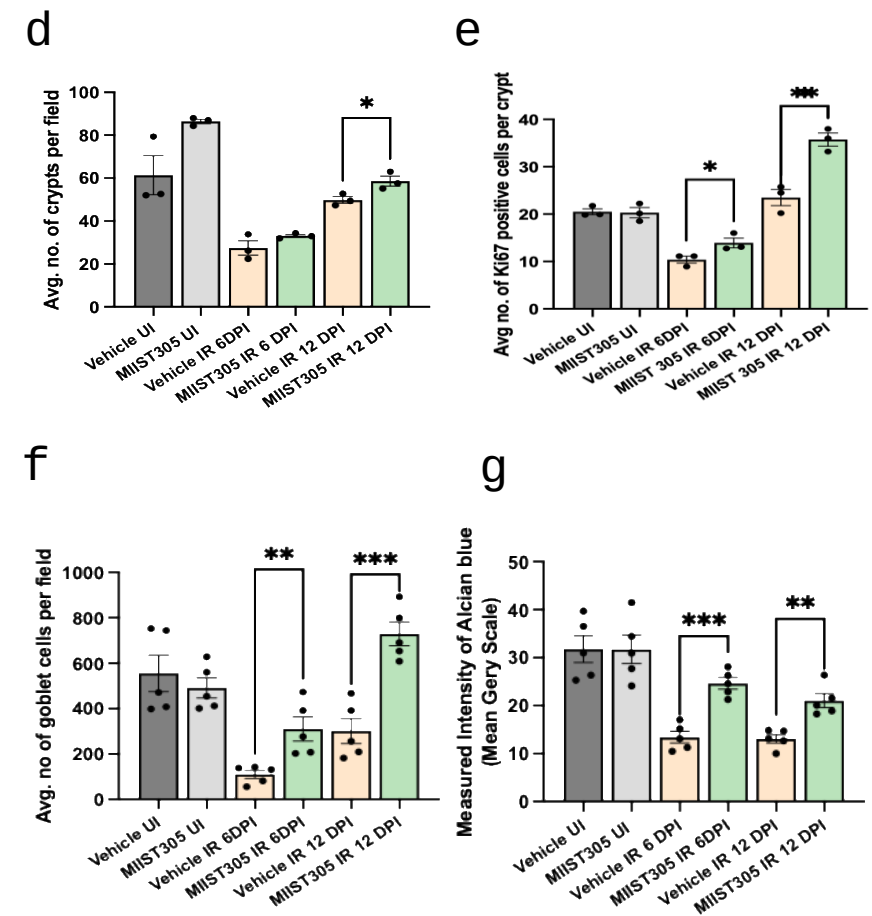 d
Avg. no. of crypts per field
100
80
60
40
20
0
*
Vehicle UI
MIIST305 UI
Vehicle IR 6DPI
MIIST305 IR 6 DPI
Vehicle IR 12 DPI
MIIST305 IR 12 DPI
e
Avg no. of Ki67 positive cells per crypt
40
30
20
10
0
*
Vehicle UI
MIIST305 UI
Vehicle IR 6DPI
MIIST 305 IR 6DPI
Vehicle IR 12 DPI
MIIST 305 IR 12 DPI
f
Avg. no of goblet cells per field
1000
800
600
400
200
0
**
***
Vehicle UI
MIIST305 UI
Vehicle IR 6DPI
MIIST305 IR 6DPI
Vehicle IR 12 DPI
MIIST305 IR 12 DPI
g
Measured Intensity of Alcian blue
(Mean Gery Scale)
50
40
30
20
10
0
***
**
Vehicle UI
MIIST305 UI
Vehicle IR 6 DPI
MIIST305 IR 6DPI
Vehicle IR 12 DPI
MIIST305 IR 12 DPI